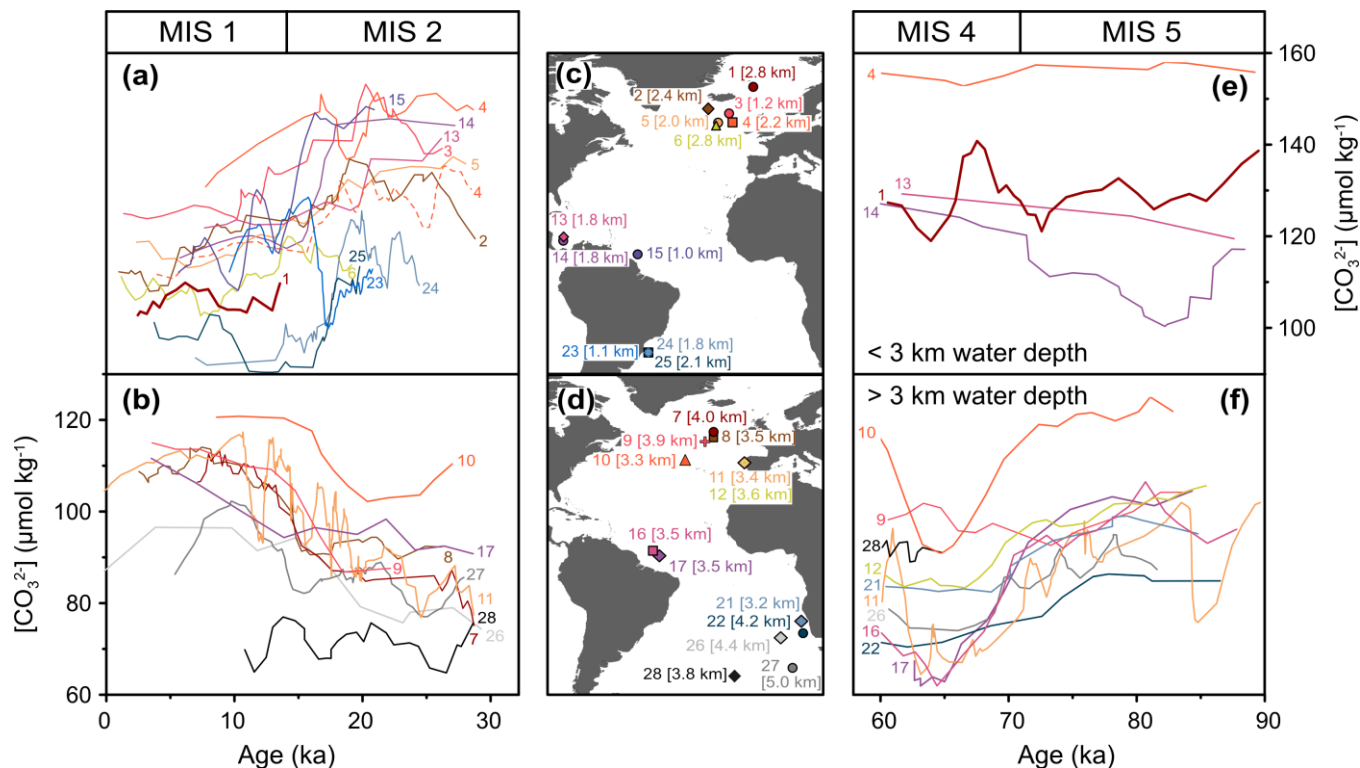 MIS 1 MIS 2
MIS 4 MIS 5
(a)
15
4
14
13
3
5
4
2
25
6
23
24
1
(c)
1 [2.8 km]
2 [2.4 km]
3 [1.2 km]
5 [2.0 km]
4 [2.2 km]
6 [2.8 km]
13 [1.8 km]
14 [1.8 km]
15 [1.0 km]
24 [1.8 km]
23 [1.1 km]
25 [2.1 km]
(e)
4
13
1
14
< 3 km water depth
160
140
120
100
[CO₃²⁻] (µmol kg⁻¹)
(b)
10
17
8
9
27
11
28
26
7
120
100
80
60
[CO₃²⁻] (µmol kg⁻¹)
0 10 20 30
Age (ka)
(d)
7 [4.0 km]
9 [3.9 km]
8 [3.5 km]
10 [3.3 km]
11 [3.4 km]
12 [3.6 km]
16 [3.5 km]
17 [3.5 km]
21 [3.2 km]
22 [4.2 km]
26 [4.4 km]
27
[5.0 km]
28 [3.8 km]
> 3 km water depth
(f)
10
9
28
12
21
11
26
16
22
17
60 70 80 90
Age (ka)